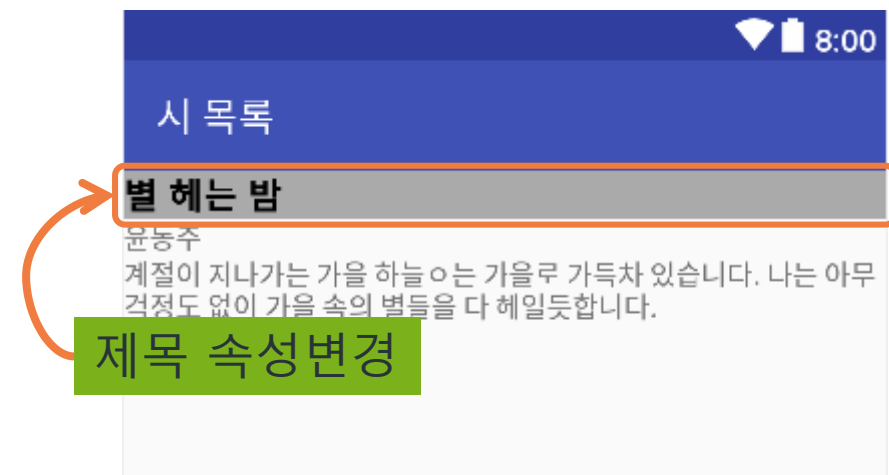 8:00
시 목록
별 헤는 밤
윤동주
계절이 지나가는 가을 하늘ㅇ는 가을로 가득차 있습니다. 나는 아무
걱정도 없이 가을 속의 별들을 다 헤일듯합니다.
제목 속성변경